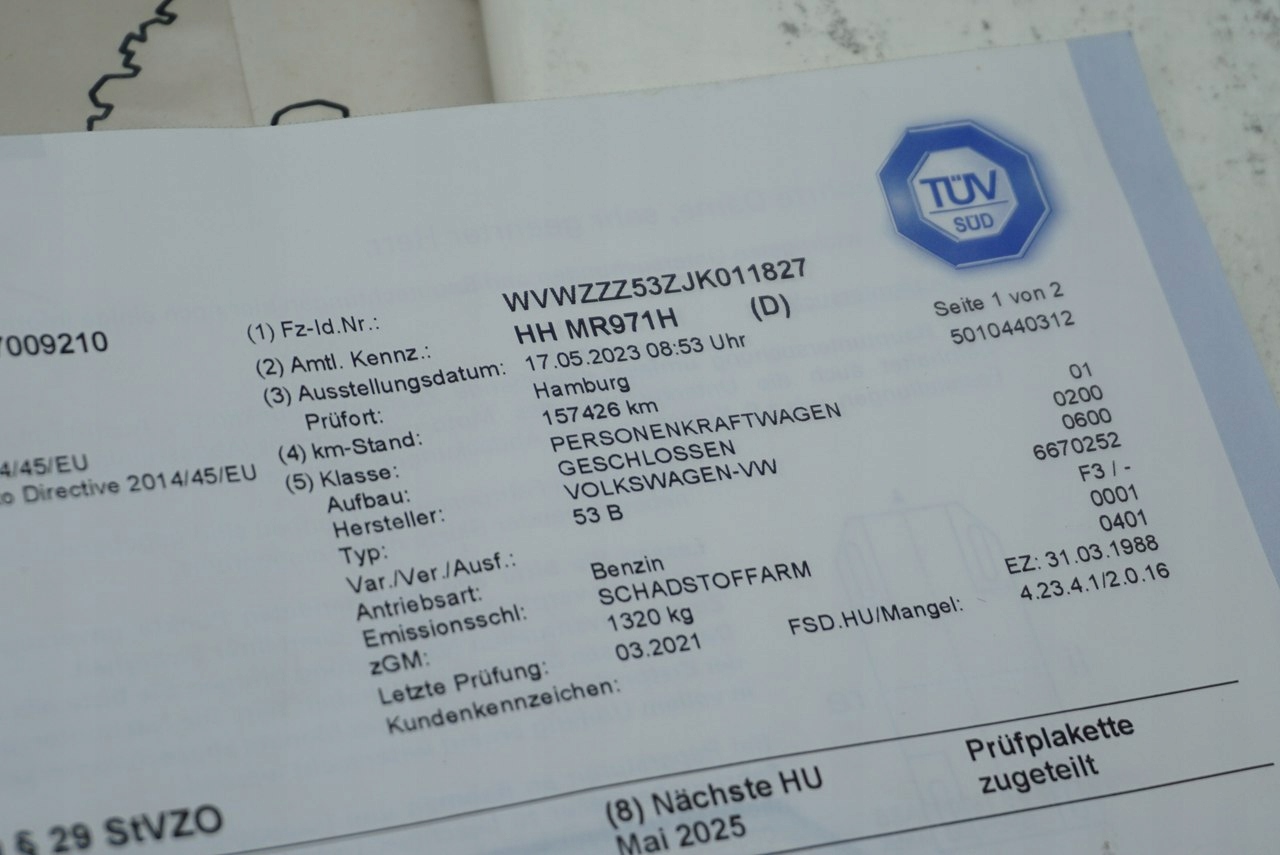 TÜV
SÜD
7009210
(1) Fz-Id.Nr.: WVWZZZ53ZJK011827
(2) Amtl. Kennz.: HH MR971H (D) Seite 1 von 2
(3) Ausstellungsdatum: 17.05.2023 08:53 Uhr 5010440312
Prüfort: Hamburg
(4) km-Stand: 157426 km
(5) Klasse: PERSONENKRAFTWAGEN 01
Aufbau: GESCHLOSSEN 0200
Hersteller: VOLKSWAGEN-VW 0600
Typ: 53 B 6670252
Var./Ver./Ausf.: F3 / -
Antriebsart: Benzin 0001
Emissionsschl: SCHADSTOFFARM 0401
zGM: 1320 kg EZ: 31.03.1988
Letzte Prüfung: 03.2021 FSD.HU/Mangel: 4.23.4.1/2.0.16
Kundenkennzeichen:
4/45/EU
to Directive 2014/45/EU
§ 29 StVZO
(8) Nächste HU
Mai 2025
Prüfplakette
zugeteilt